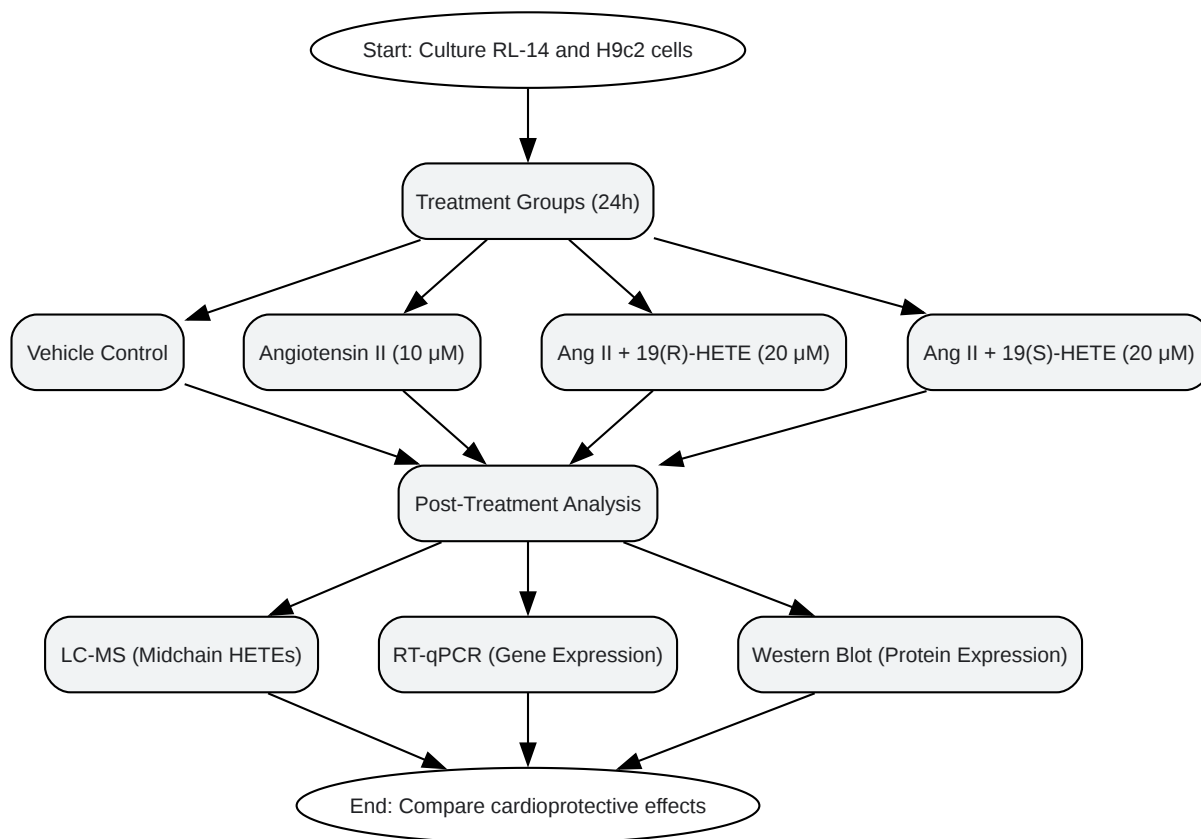 Start: Culture RL-14 and H9c2 cells
Treatment Groups (24h)
Vehicle Control
Angiotensin II (10 μM)
Ang II + 19(R)-HETE (20 μM)
Ang II + 19(S)-HETE (20 μM)
Post-Treatment Analysis
LC-MS (Midchain HETEs)
RT-qPCR (Gene Expression)
Western Blot (Protein Expression)
End: Compare cardioprotective effects